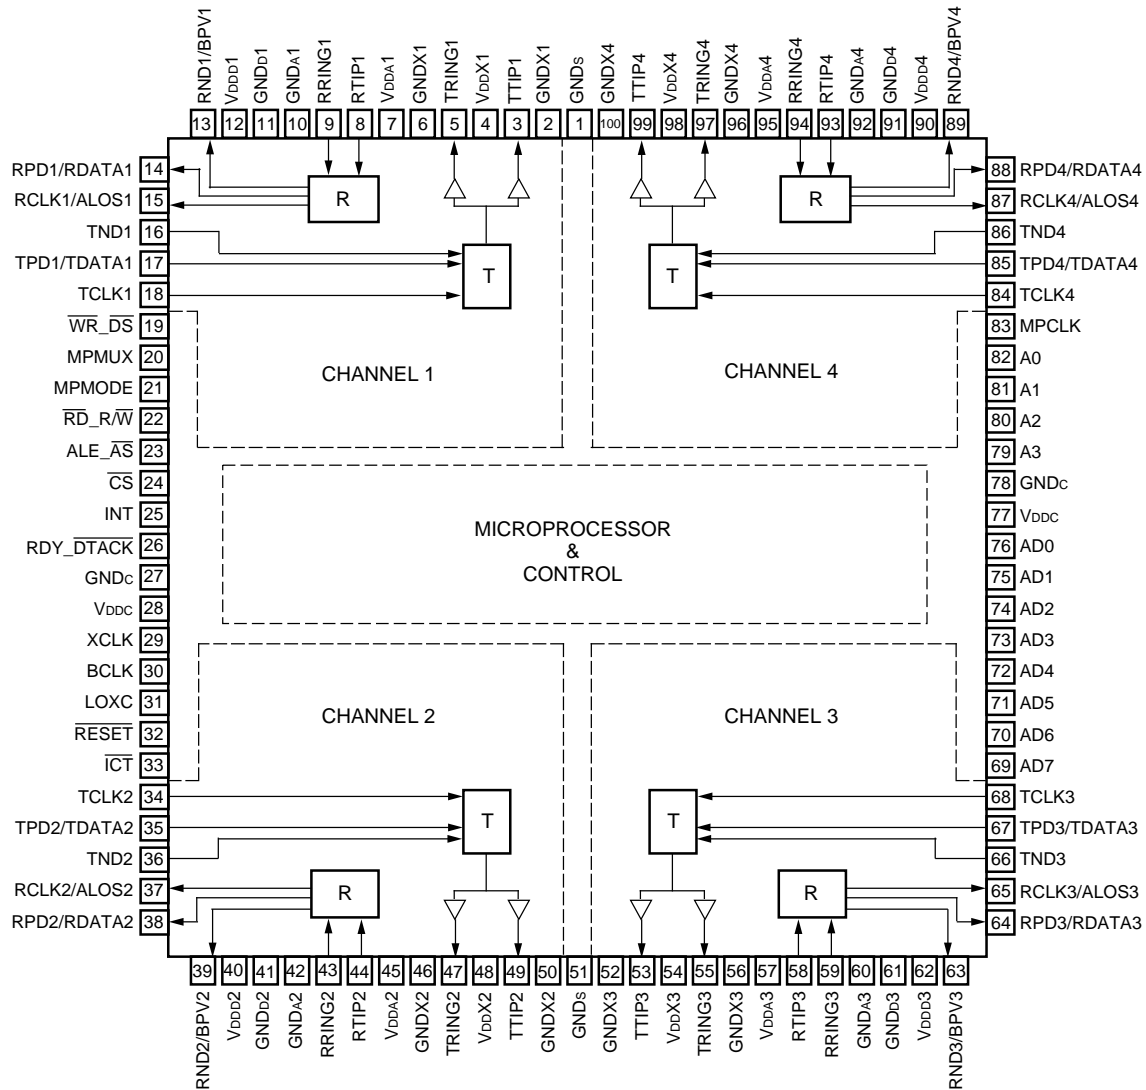 RND1/BPV1
VDDD1
GNDD1
GNDA1
RRING1
RTIP1
VDDA1
GNDX1
TRING1
VDDX1
TTIP1
GNDX1
GNDS
GNDX4
TTIP4
VDDX4
TRING4
GNDX4
VDDA4
RRING4
RTIP4
GNDA4
GNDD4
VDDD4
RND4/BPV4
13 12 11 10 9 8 7 6 5 4 3 2 1 100 99 98 97 96 95 94 93 92 91 90 89
RPD1/RDATA1 14
88 RPD4/RDATA4
RCLK1/ALOS1 15
R
R
87 RCLK4/ALOS4
TND1 16
86 TND4
TPD1/TDATA1 17
T
T
85 TPD4/TDATA4
TCLK1 18
84 TCLK4
WR_DS 19
83 MPCLK
MPMUX 20
82 A0
CHANNEL 1
CHANNEL 4
MPMODE 21
81 A1
RD_R/W 22
80 A2
ALE_AS 23
79 A3
CS 24
78 GNDC
INT 25
77 VDDC
MICROPROCESSOR
&
CONTROL
RDY_DTACK 26
76 AD0
GNDC 27
75 AD1
VDDC 28
74 AD2
XCLK 29
73 AD3
BCLK 30
72 AD4
LOXC 31
71 AD5
CHANNEL 2
CHANNEL 3
RESET 32
70 AD6
ICT 33
69 AD7
TCLK2 34
68 TCLK3
TPD2/TDATA2 35
T
T
67 TPD3/TDATA3
TND2 36
66 TND3
RCLK2/ALOS2 37
R
R
65 RCLK3/ALOS3
RPD2/RDATA2 38
64 RPD3/RDATA3
39 40 41 42 43 44 45 46 47 48 49 50 51 52 53 54 55 56 57 58 59 60 61 62 63
RND2/BPV2
VDDD2
GNDD2
GNDA2
RRING2
RTIP2
VDDA2
GNDX2
TRING2
VDDX2
TTIP2
GNDX2
GNDS
GNDX3
TTIP3
VDDX3
TRING3
GNDX3
VDDA3
RTIP3
RRING3
GNDA3
GNDD3
VDDD3
RND3/BPV3